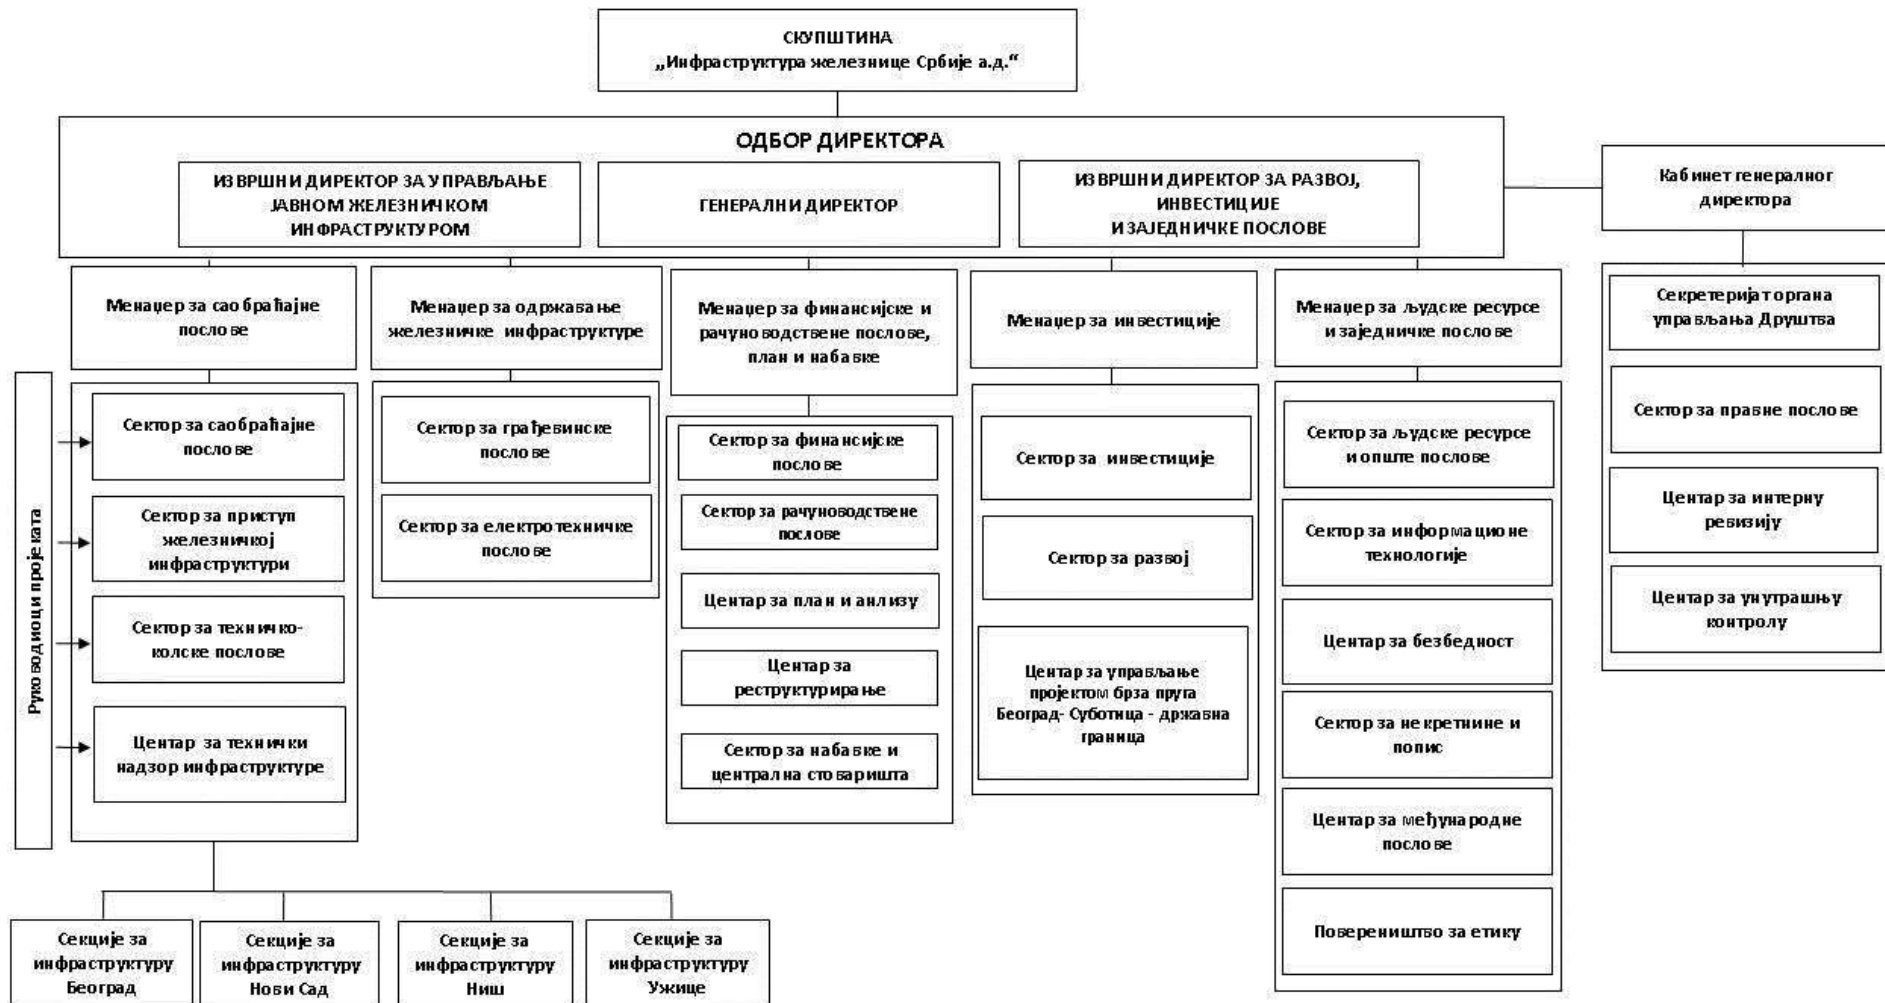 СКУПШТИНА
„Инфраструктура железнице Србије а.д.“
ОДБОР ДИРЕКТОРА
ИЗВРШНИ ДИРЕКТОР ЗА УПРАВЉАЊЕ
ЈАВНОМ ЖЕЛЕЗНИЧКОМ
ИНФРАСТРУКТУРОМ
ГЕНЕРАЛНИ ДИРЕКТОР
ИЗВРШНИ ДИРЕКТОР ЗА РАЗВОЈ,
ИНВЕСТИЦИЈЕ
И ЗАЈЕДНИЧКЕ ПОСЛОВЕ
Кабинет генералног
директора
Менаџер за саобраћајне
послове
Менаџер за одржавање
железничке инфраструктуре
Менаџер за финансијске и
рачуноводствене послове,
план и набавке
Менаџер за инвестиције
Менаџер за људске ресурсе
и заједничке послове
Секретеријат органа
управљања Друштва
Сектор за правне послове
Центар за интерну
ревизију
Центар за унутрашњу
контролу
Руководиоци пројеката
Сектор за саобраћајне
послове
Сектор за приступ
железничкој
инфраструктури
Сектор за техничко-
колске послове
Центар за технички
надзор инфраструктуре
Сектор за грађевинске
послове
Сектор за електротехничке
послове
Сектор за финансијске
послове
Сектор за рачуноводствене
послове
Центар за план и анлизу
Центар за
реструктурирање
Сектор за набавке и
централна стоваришта
Сектор за инвестиције
Сектор за развој
Центар за управљање
пројектом брза пруга
Београд- Суботица - државна
граница
Сектор за људске ресурсе
и опште послове
Сектор за информационе
технологије
Центар за безбедност
Сектор за некретнине и
попис
Центар за међународне
послове
Повереништво за етику
Секције за
инфраструктуру
Београд
Секције за
инфраструктуру
Нови Сад
Секције за
инфраструктуру
Ниш
Секције за
инфраструктуру
Ужице